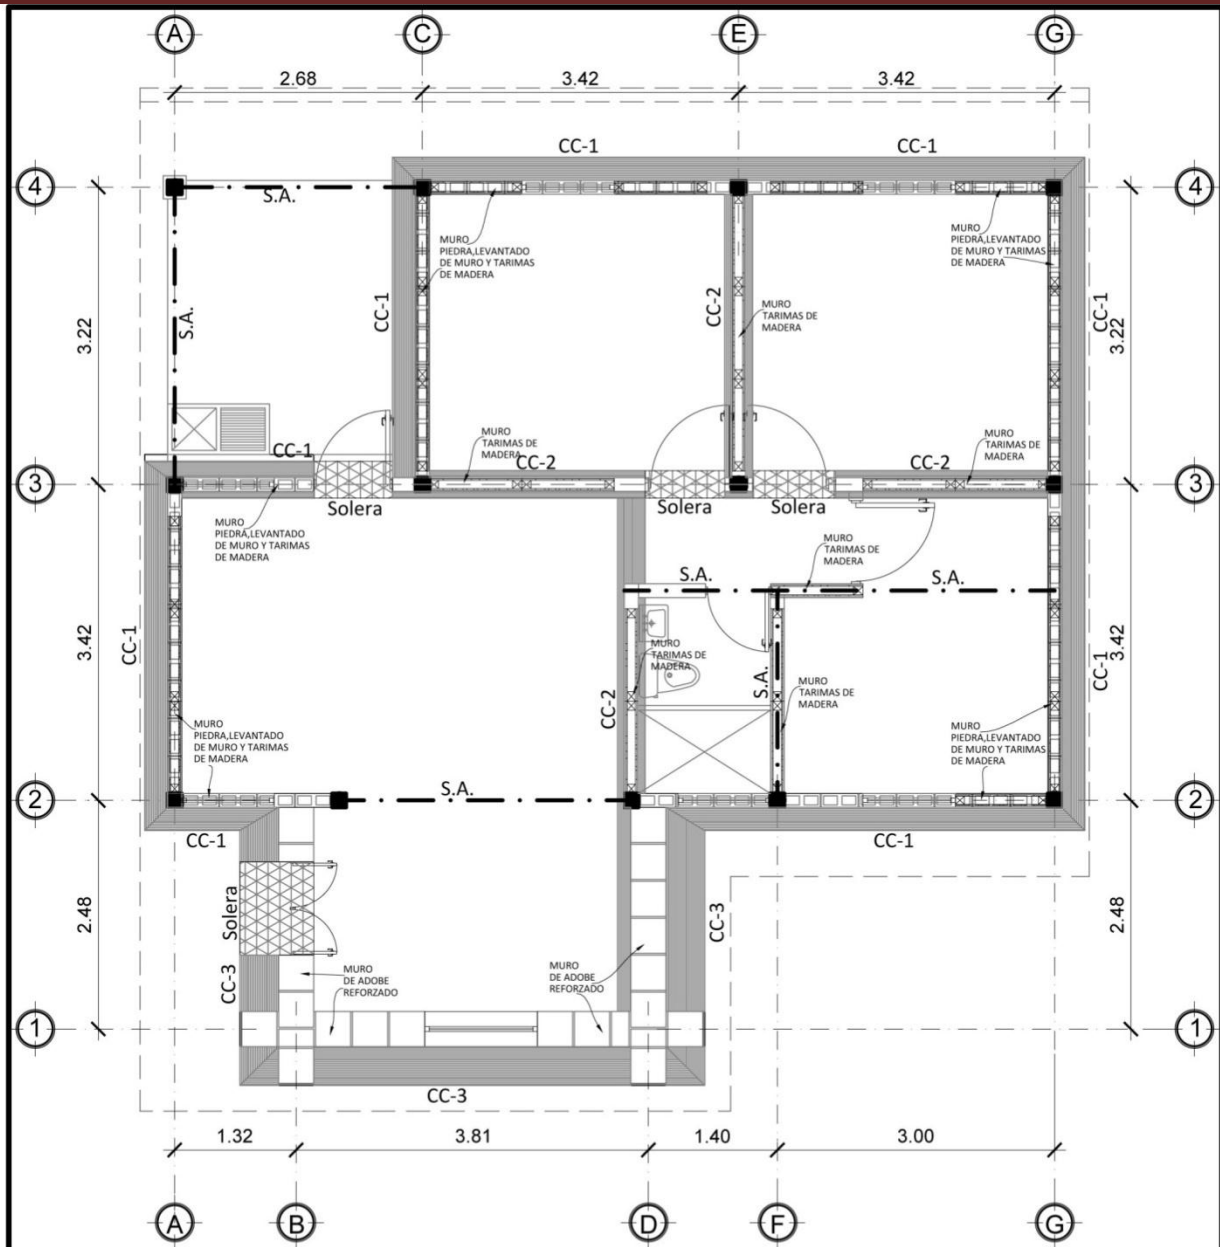 A
C
E
G
2.68
3.42
3.42
CC-1
CC-1
4
4
S.A.
MURO
PIEDRA,LEVANTADO
DE MURO Y TARIMAS
DE MADERA
MURO
PIEDRA,LEVANTADO
DE MURO Y TARIMAS
DE MADERA
S.A.
CC-1
CC-2
MURO
TARIMAS DE
MADERA
CC-1
3.22
3.22
MURO
TARIMAS DE
MADERA
MURO
TARIMAS DE
MADERA
CC-1
CC-2
CC-2
3
3
Solera
Solera
Solera
MURO
PIEDRA,LEVANTADO
DE MURO Y TARIMAS
DE MADERA
MURO
TARIMAS DE
MADERA
S.A.
S.A.
3.42
CC-1
MURO
TARIMAS DE
MADERA
S.A.
CC-1
3.42
MURO
TARIMAS DE
MADERA
CC-2
MURO
PIEDRA,LEVANTADO
DE MURO Y TARIMAS
DE MADERA
MURO
PIEDRA,LEVANTADO
DE MURO Y TARIMAS
DE MADERA
S.A.
2
2
CC-1
CC-1
2.48
Solera
CC-3
2.48
CC-3
MURO
DE ADOBE
REFORZADO
MURO
DE ADOBE
REFORZADO
1
1
CC-3
1.32
3.81
1.40
3.00
A
B
D
F
G